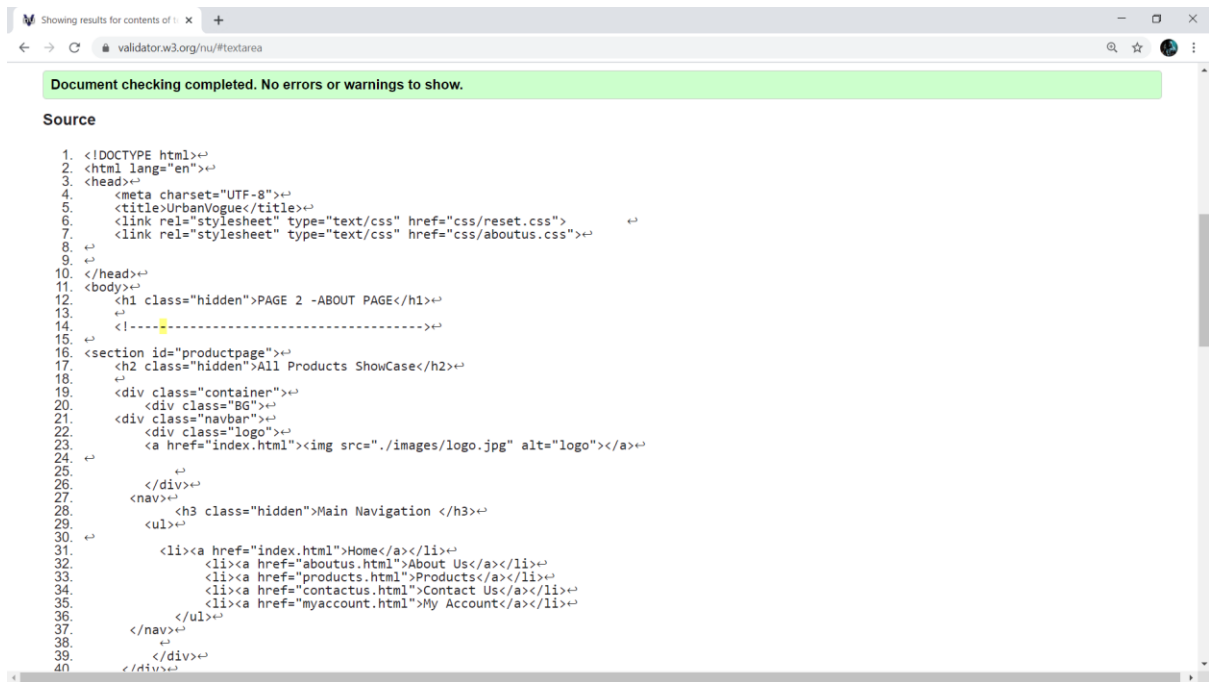 Showing results for contents of t
validator.w3.org/nu/#textarea
Document checking completed. No errors or warnings to show.
Source
1. <!DOCTYPE html>↩
2. <html lang="en">↩
3. <head>↩
4.     <meta charset="UTF-8">↩
5.     <title>UrbanVogue</title>↩
6.     <link rel="stylesheet" type="text/css" href="css/reset.css">        ↩
7.     <link rel="stylesheet" type="text/css" href="css/aboutus.css">↩
8. ↩
9. ↩
10. </head>↩
11. <body>↩
12.     <h1 class="hidden">PAGE 2 -ABOUT PAGE</h1>↩
13.     ↩
14.     <!---------------------------------------->↩
15. ↩
16. <section id="productpage">↩
17.     <h2 class="hidden">All Products ShowCase</h2>↩
18.     ↩
19.     <div class="container">↩
20.         <div class="BG">↩
21.     <div class="navbar">↩
22.         <div class="logo">↩
23.         <a href="index.html"><img src="./images/logo.jpg" alt="logo"></a>↩
24. ↩
25.             ↩
26.         </div>↩
27.       <nav>↩
28.             <h3 class="hidden">Main Navigation </h3>↩
29.         <ul>↩
30. ↩
31.           <li><a href="index.html">Home</a></li>↩
32.                 <li><a href="aboutus.html">About Us</a></li>↩
33.                 <li><a href="products.html">Products</a></li>↩
34.                 <li><a href="contactus.html">Contact Us</a></li>↩
35.                 <li><a href="myaccount.html">My Account</a></li>↩
36.             </ul>↩
37.       </nav>↩
38.           ↩
39.          </div>↩
40      </div>↩